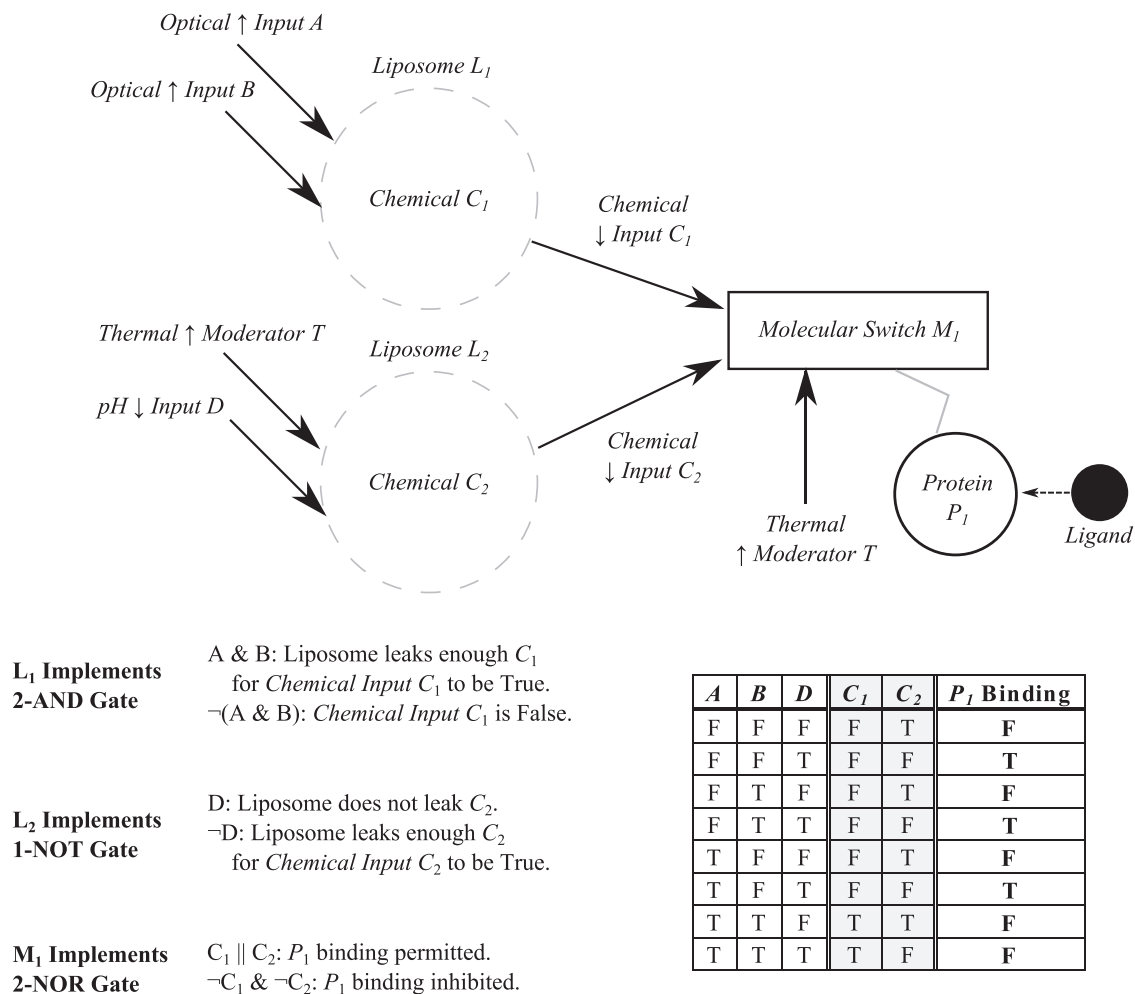 Optical ↑ Input A
Optical ↑ Input B
Liposome L₁
Chemical C₁
Chemical
↓ Input C₁
Thermal ↑ Moderator T
pH ↓ Input D
Liposome L₂
Chemical C₂
Chemical
↓ Input C₂
Molecular Switch M₁
Thermal
↑ Moderator T
Protein
P₁
Ligand
L₁ Implements
2-AND Gate
A & B: Liposome leaks enough C₁
for Chemical Input C₁ to be True.
¬(A & B): Chemical Input C₁ is False.
L₂ Implements
1-NOT Gate
D: Liposome does not leak C₂.
¬D: Liposome leaks enough C₂
for Chemical Input C₂ to be True.
M₁ Implements
2-NOR Gate
C₁ || C₂: P₁ binding permitted.
¬C₁ & ¬C₂: P₁ binding inhibited.
A B D C₁ C₂ P₁ Binding
F F F F T F
F F T F F T
F T F F T F
F T T F F T
T F F F T F
T F T F F T
T T F T T F
T T T T F F